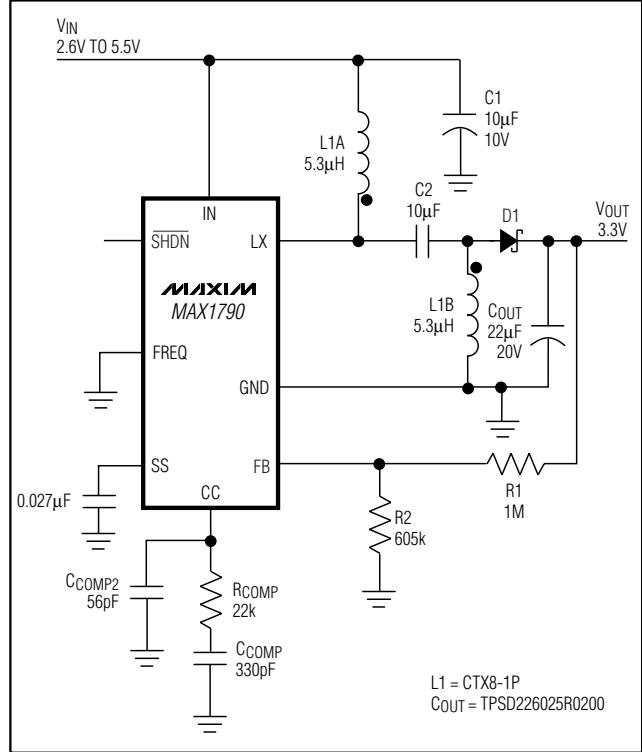 VIN
2.6V TO 5.5V
C1
10µF
10V
L1A
5.3µH
IN
C2
10µF
D1
VOUT
3.3V
SHDN
LX
MAXIM
MAX1790
L1B
5.3µH
COUT
22µF
20V
FREQ
GND
SS
FB
0.027µF
CC
R1
1M
R2
605k
CCOMP2
56pF
RCOMP
22k
CCOMP
330pF
L1 = CTX8-1P
COUT = TPSD226025R0200